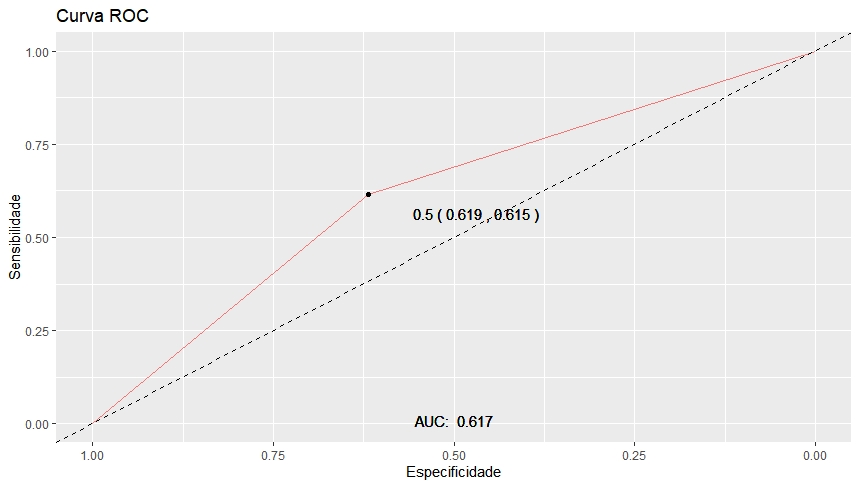 Curva ROC
Sensibilidade
1.00
0.75
0.50
0.25
0.00
0.5 ( 0.619 , 0.615 )
AUC: 0.617
1.00 0.75 0.50 0.25 0.00
Especificidade